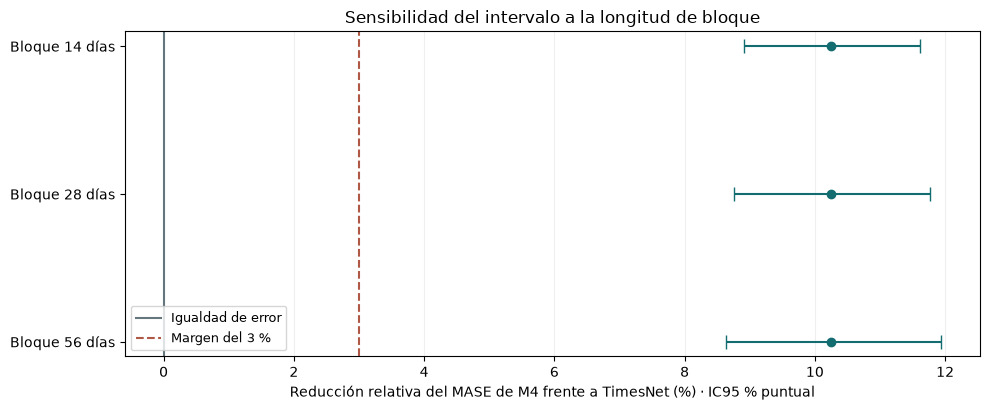 Sensibilidad del intervalo a la longitud de bloque
Bloque 14 días
Bloque 28 días
Bloque 56 días
Igualdad de error
Margen del 3 %
0 2 4 6 8 10 12
Reducción relativa del MASE de M4 frente a TimesNet (%) · IC95 % puntual